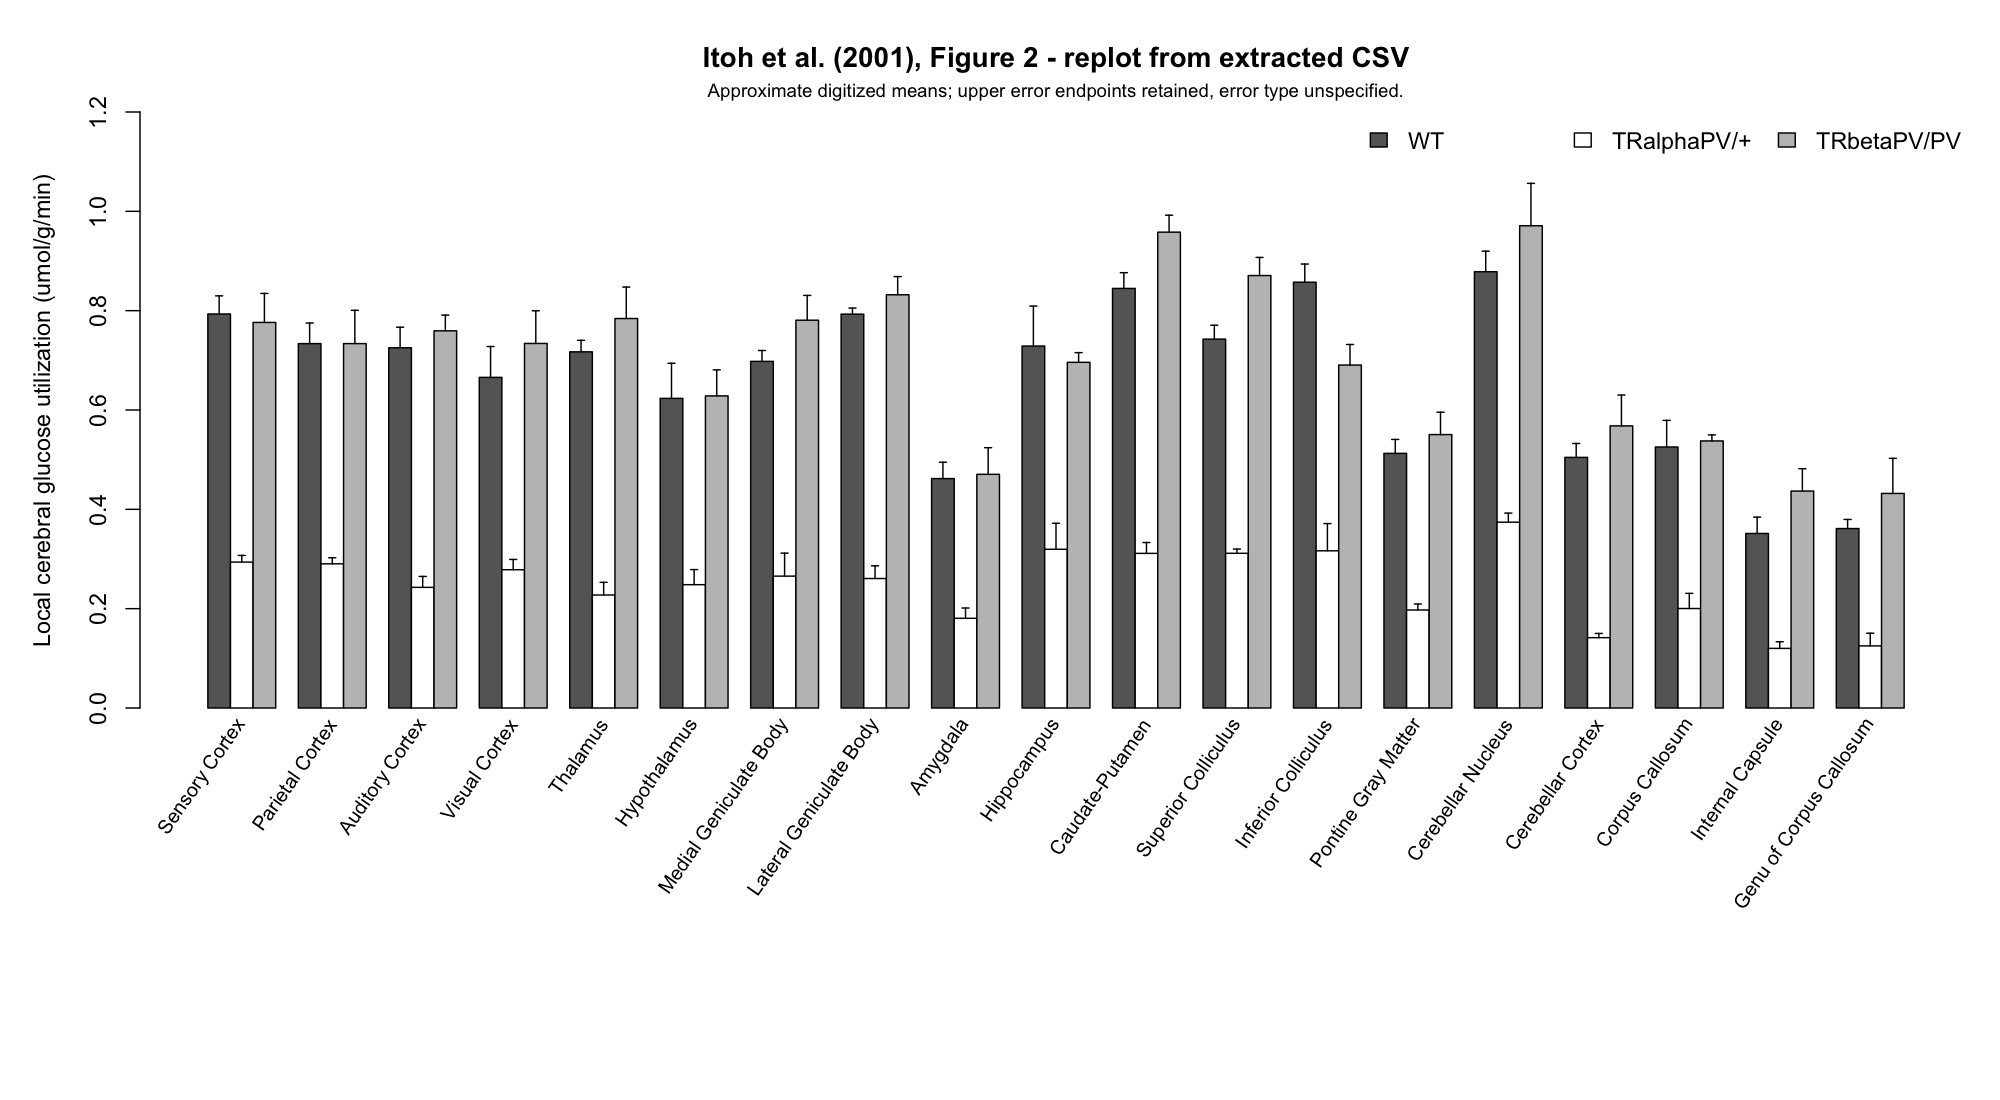 Itoh et al. (2001), Figure 2 - replot from extracted CSV
Approximate digitized means; upper error endpoints retained, error type unspecified.
WT
TRalphaPV/+
TRbetaPV/PV
Local cerebral glucose utilization (umol/g/min)
1.2
1.0
0.8
0.6
0.4
0.2
0.0
Sensory Cortex
Parietal Cortex
Auditory Cortex
Visual Cortex
Thalamus
Hypothalamus
Medial Geniculate Body
Lateral Geniculate Body
Amygdala
Hippocampus
Caudate-Putamen
Superior Colliculus
Inferior Colliculus
Pontine Gray Matter
Cerebellar Nucleus
Cerebellar Cortex
Corpus Callosum
Internal Capsule
Genu of Corpus Callosum